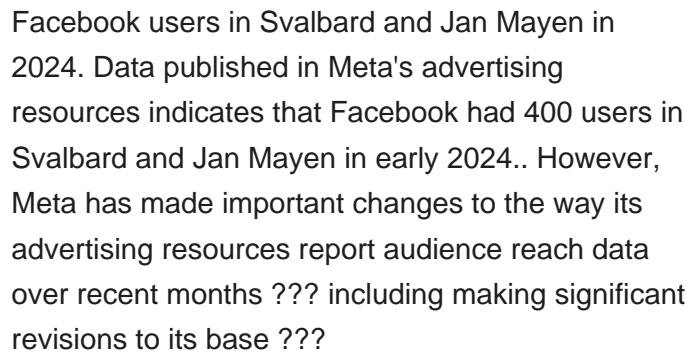 Facebook users in Svalbard and Jan Mayen in
2024. Data published in Meta's advertising
resources indicates that Facebook had 400 users in
Svalbard and Jan Mayen in early 2024.. However,
Meta has made important changes to the way its
advertising resources report audience reach data
over recent months ??? including making significant
revisions to its base ???